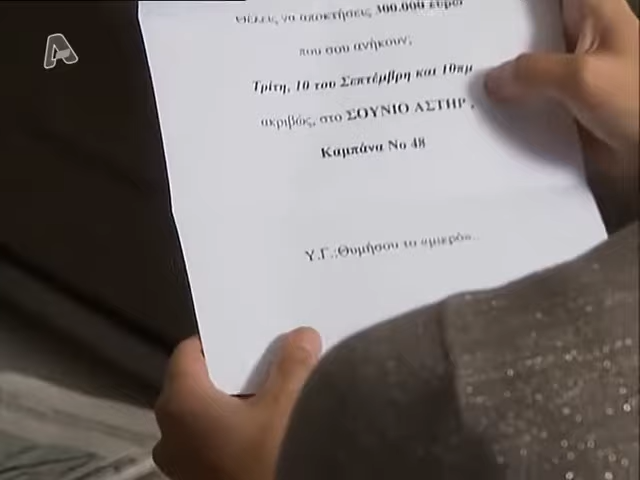 Θέλεις να αποκτήσεις 300.000 ευρώ
που σου ανήκουν;
Τρίτη, 10 του Σεπτέμβρη και 10πμ
ακριβώς, στο ΣΟΥΝΙΟ ΑΣΤΗΡ,
Καμπάνα Νο 48
Υ.Γ.:Θυμήσου το «μικρό»..